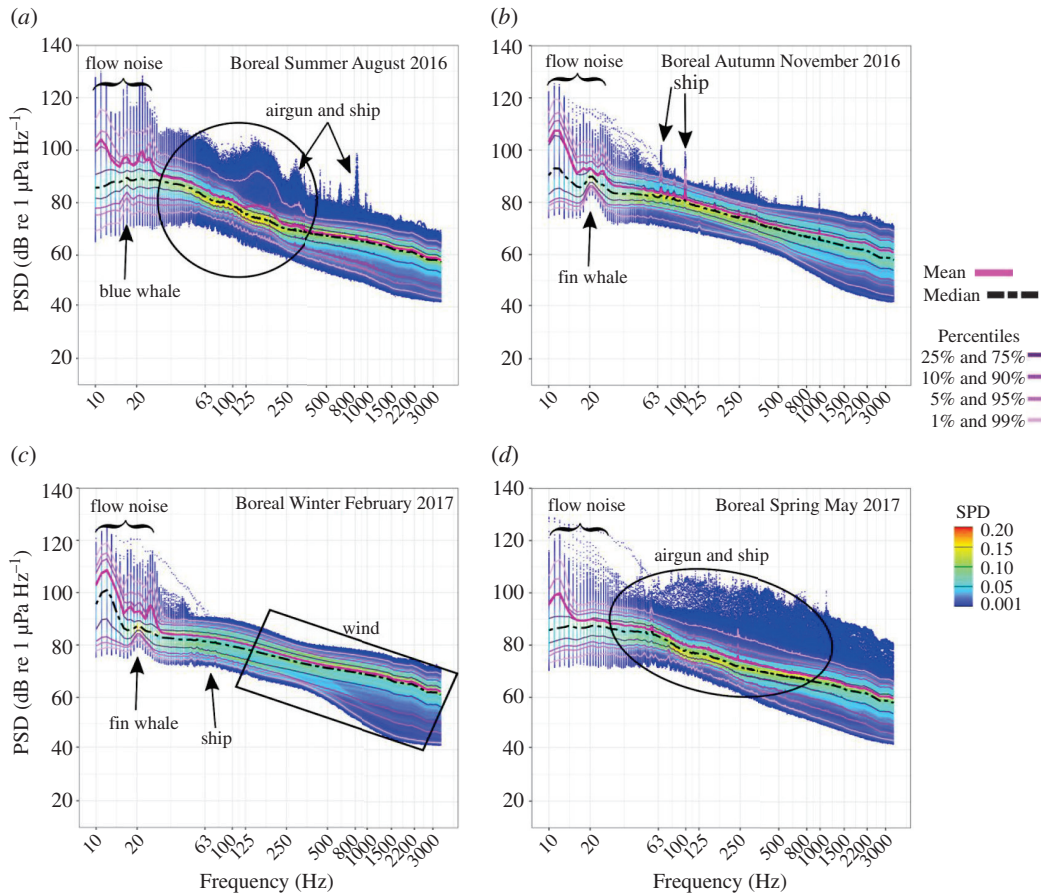 (a)
140
120
100
80
60
40
20
PSD (dB re 1 µPa Hz⁻¹)
flow noise
Boreal Summer August 2016
airgun and ship
blue whale
10
20
63
100
125
250
500
800
1000
1500
2200
3000
(b)
140
120
100
80
60
40
20
flow noise
Boreal Autumn November 2016
ship
fin whale
10
20
63
100
125
250
500
800
1000
1500
2200
3000
Mean
Median
Percentiles
25% and 75%
10% and 90%
5% and 95%
1% and 99%
(c)
140
120
100
80
60
40
20
PSD (dB re 1 µPa Hz⁻¹)
flow noise
Boreal Winter February 2017
wind
fin whale
ship
10
20
63
100
125
250
500
800
1000
1500
2200
3000
Frequency (Hz)
(d)
140
120
100
80
60
40
20
flow noise
Boreal Spring May 2017
airgun and ship
10
20
63
100
125
250
500
800
1000
1500
2200
3000
Frequency (Hz)
SPD
0.20
0.15
0.10
0.05
0.001